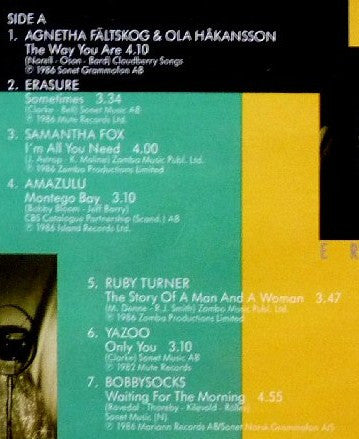 SIDE A
1. AGNETHA FÄLTSKOG & OLA HÅKANSSON
The Way You Are 4.10
(Norell - Oson - Bard) Cloudberry Songs
℗ 1986 Sonet Grammofon AB
2. ERASURE
Sometimes 3.34
(Clarke - Bell) Sonet Music AB
℗ 1986 Mute Records Ltd.
3. SAMANTHA FOX
I'm All You Need 4.00
(J. Astrop - K. Maline) Zomba Music Publ. Ltd.
℗ 1986 Zomba Productions Limited
4. AMAZULU
Montego Bay 3.10
(Bobby Bloom - Jeff Barry)
CBS Catalogue Partnership (Scand.) AB
℗ 1986 Island Records Ltd.
E R
5. RUBY TURNER
The Story Of A Man And A Woman 3.47
(M. Denne - R.J. Smith) Zomba Music Publ. Ltd.
℗ 1986 Zomba Productions Limited
6. YAZOO
Only You 3.10
(Clarke) Sonet Music AB
℗ 1982 Mute Records
7. BOBBYSOCKS
Waiting For The Morning 4.55
(Rovedal - Thoreby - Kilevold -
Sonet Music (N)
℗ 1986 Mariann Records AB/Sonet Norsk Grammofon A/S